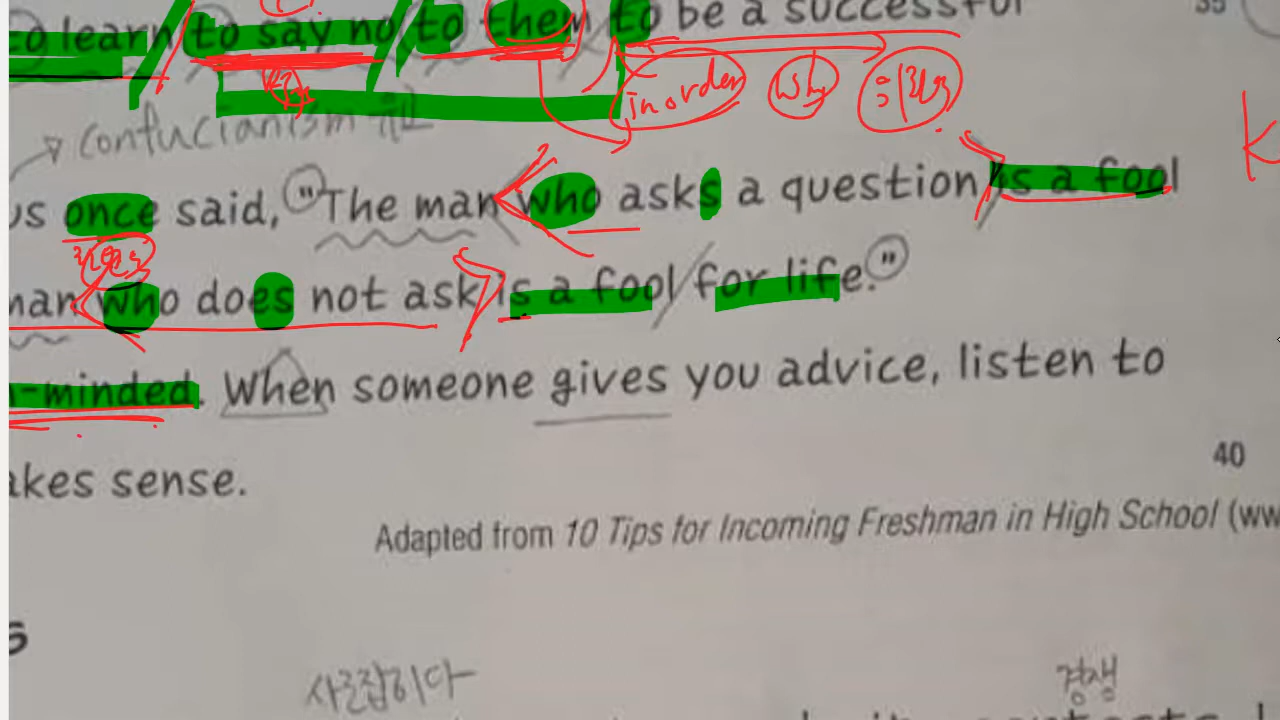 to learn to say no to them to be a successful
in order why
confucianism
once said, "The man who asks a question is a fool
man who does not ask is a fool for life."
-minded. When someone gives you advice, listen to
sense.
40
Adapted from 10 Tips for Incoming Freshman in High School (ww
사로잡히다
경쟁